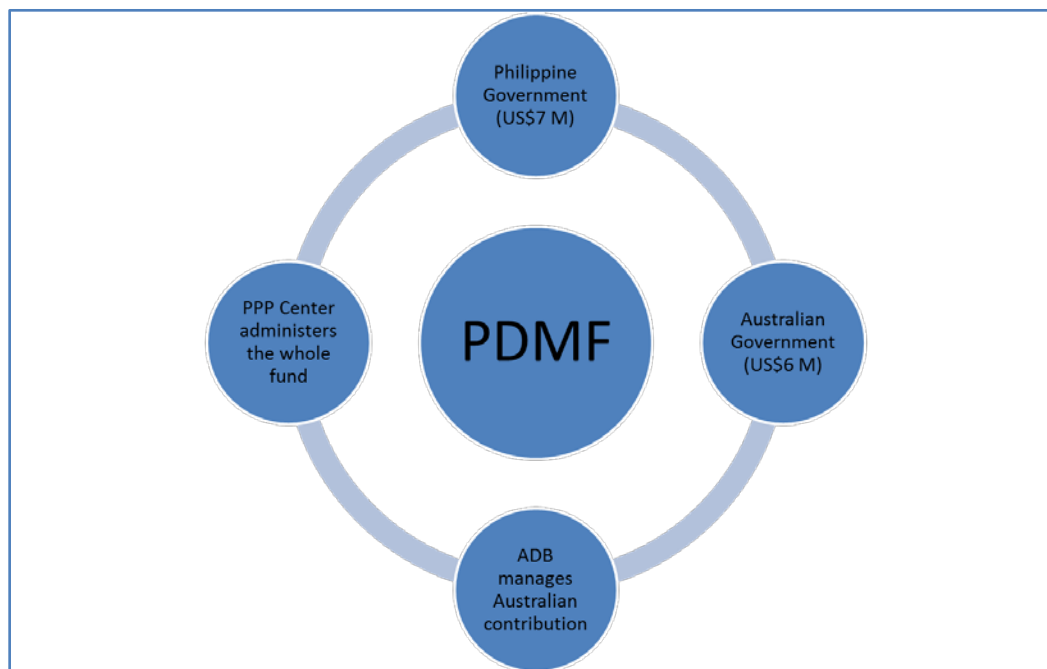 Philippine
Government
(US$7 M)
PPP Center
administers
the whole
fund
PDMF
Australian
Government
(US$6 M)
ADB
manages
Australian
contribution